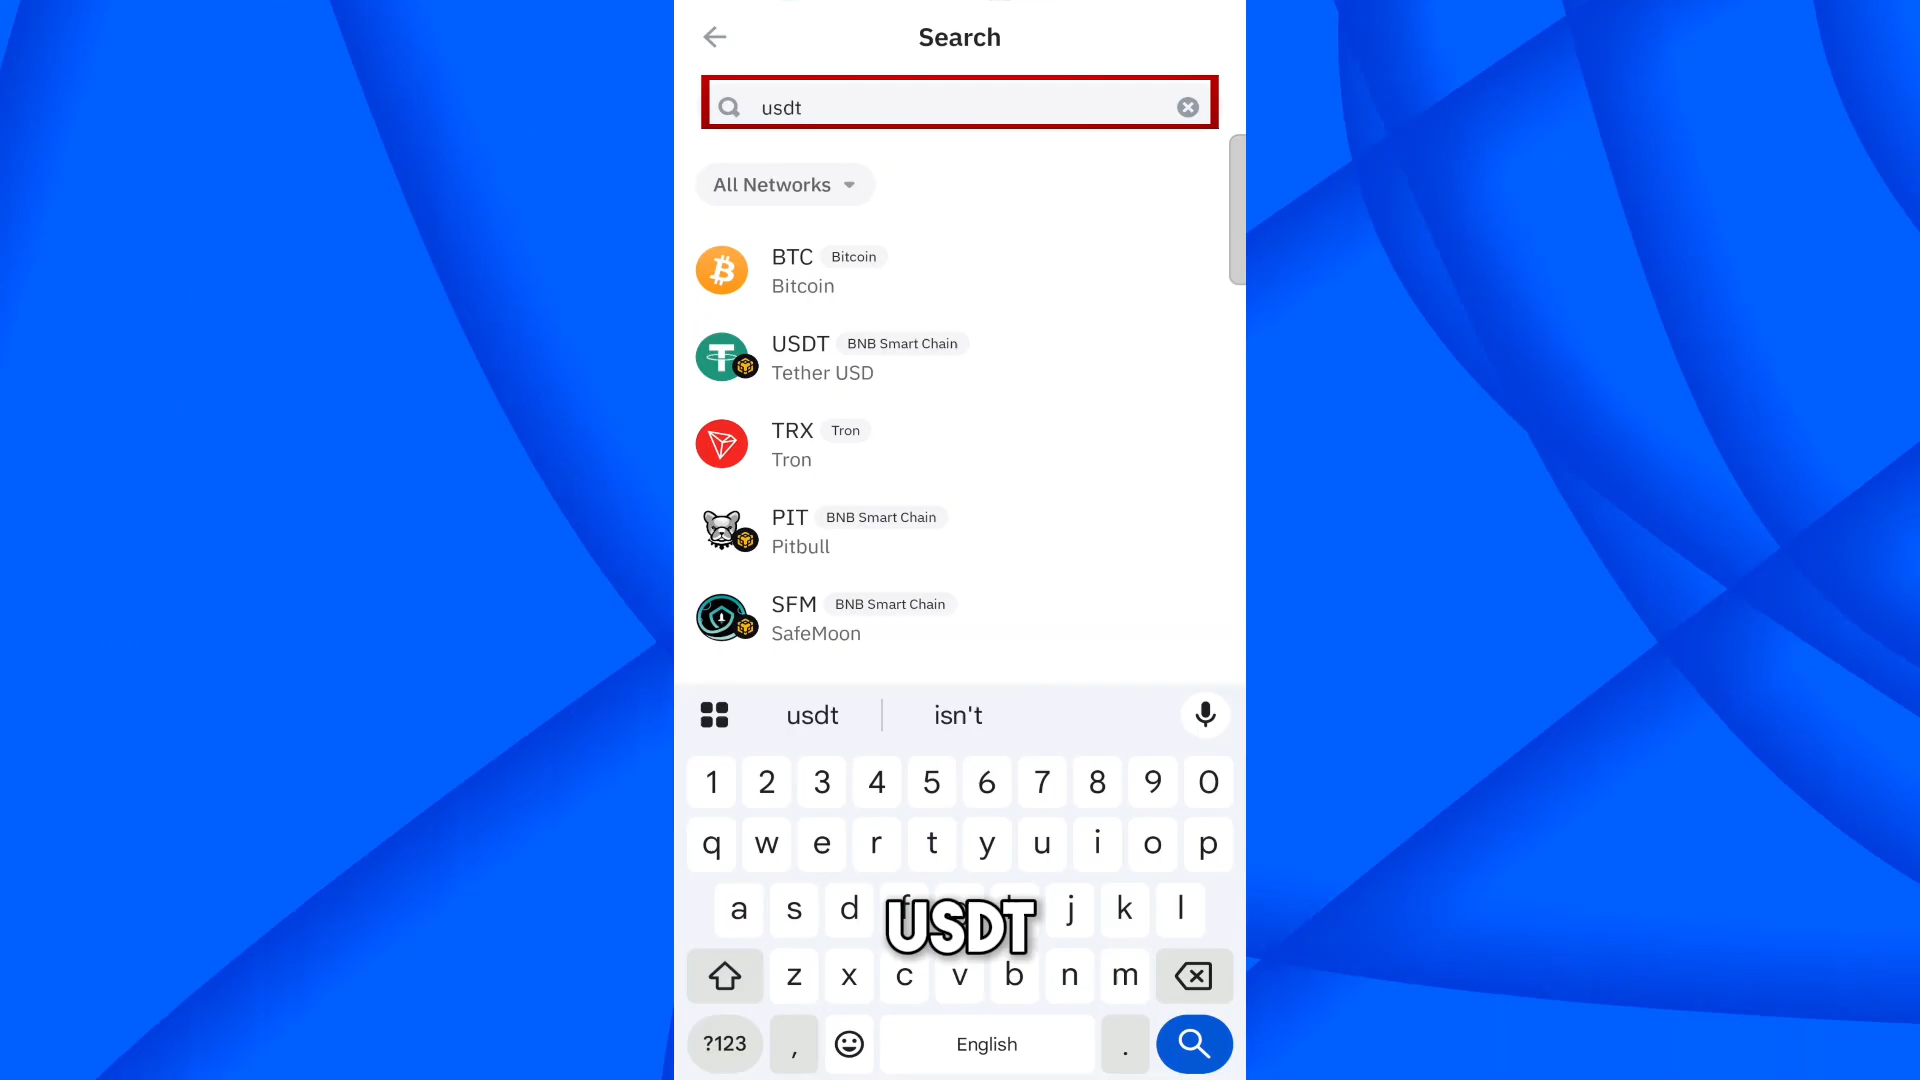 Search
usdt
All Networks
BTC Bitcoin
Bitcoin
USDT BNB Smart Chain
Tether USD
TRX Tron
Tron
PIT BNB Smart Chain
Pitbull
SFM BNB Smart Chain
SafeMoon
usdt isn't
1 2 3 4 5 6 7 8 9 0
q w e r t y u i o p
a s d f j k l
USDT
z x c v b n m
?123 , English .